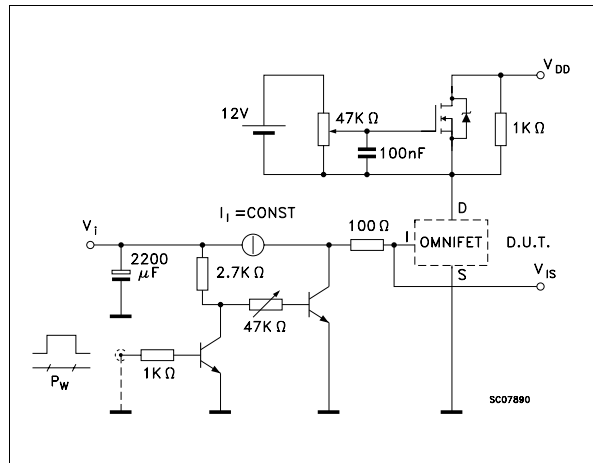 V DD
12V
47K Ω
1K Ω
100nF
D
I I =CONST
V i
100 Ω
I
OMNIFET
D.U.T.
2200
μF
2.7K Ω
S
V IS
47K Ω
1K Ω
P W
SC07890